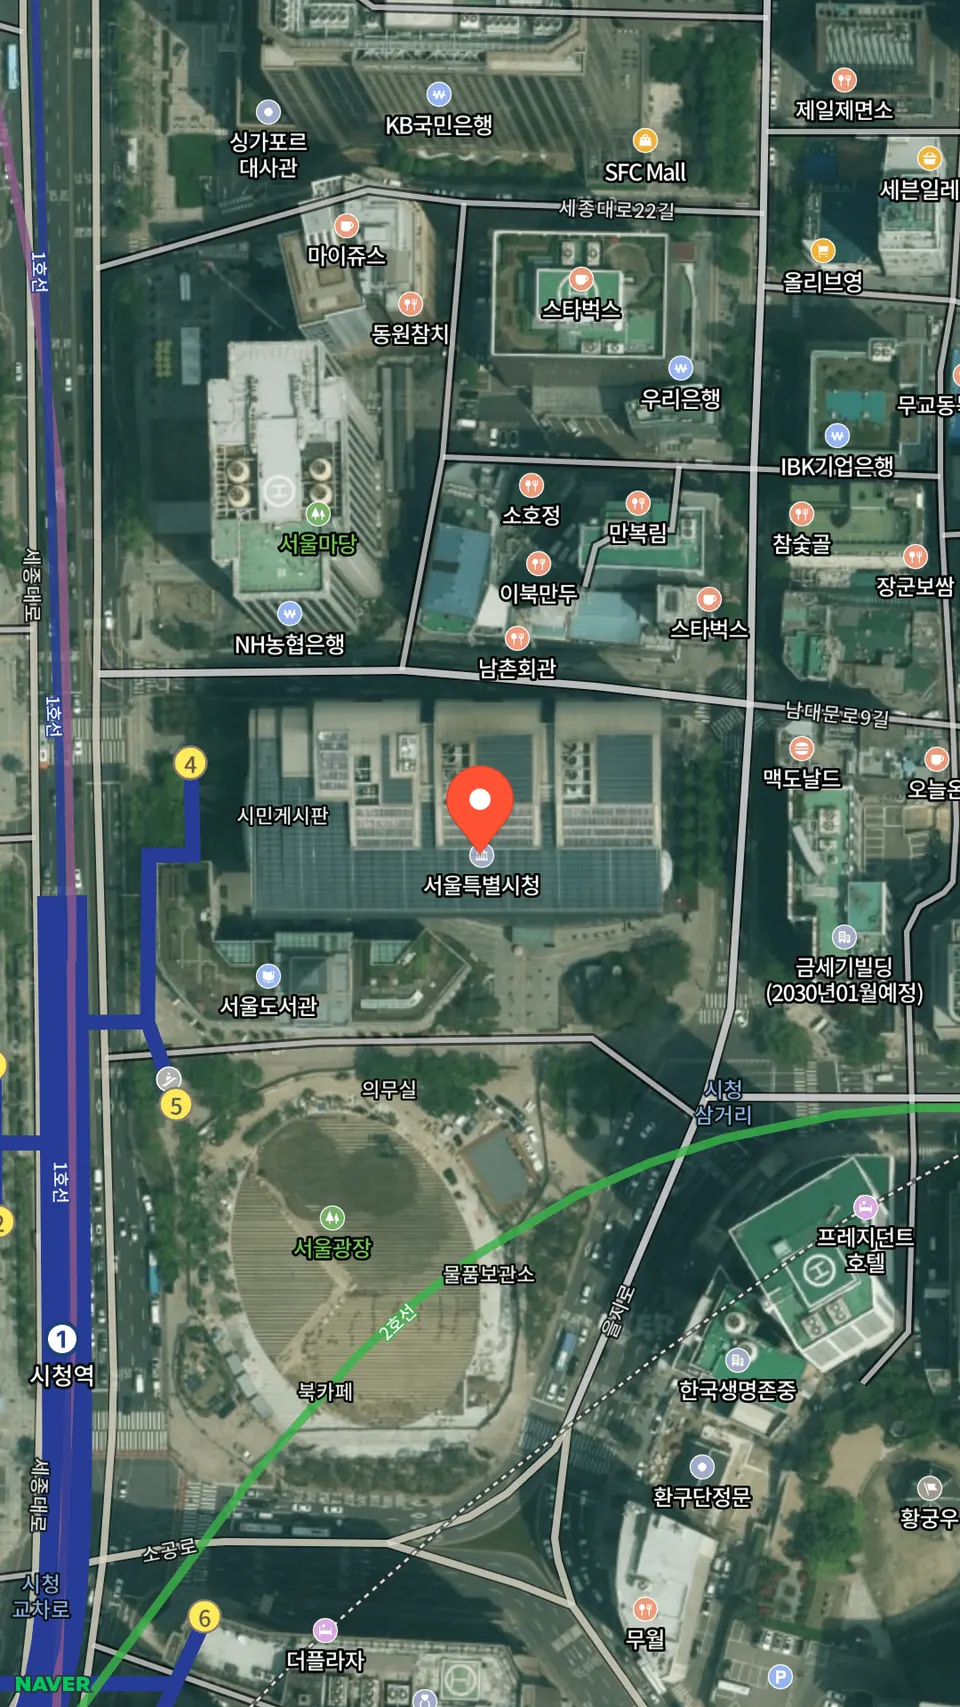 KB국민은행
제일제면소
싱가포르
대사관
SFC Mall
세븐일레
세종대로22길
마이쥬스
올리브영
1호선
스타벅스
동원참치
우리은행
무교동
IBK기업은행
소호정
만복림
참숯골
서울마당
세종대로
이북만두
장군보쌈
NH농협은행
스타벅스
남촌회관
1호선
남대문로9길
4
맥도날드
오늘은
시민게시판
서울특별시청
금세기빌딩
(2030년01월예정)
서울도서관
의무실
시청
삼거리
5
1호선
2
서울광장
프레지던트
호텔
물품보관소
2호선
을지로
1
시청역
북카페
한국생명존중
세종대로
환구단정문
황궁우
소공로
시청
교차로
6
무월
더플라자
P
NAVER